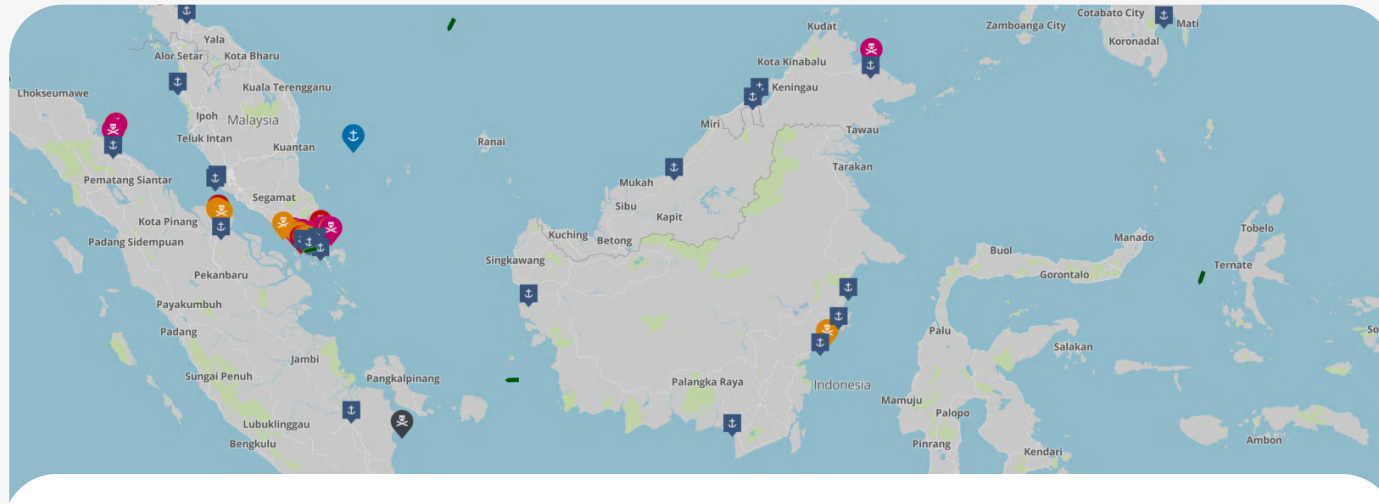 Kudat
Cotabato City
Zamboanga City
Mati
Yala
Koronadal
Alor Setar
Kota Bharu
Kota Kinabalu
Kuala Terengganu
Keningau
Lhokseumawe
Ipoh
Malaysia
Miri
Tawau
Teluk Intan
Kuantan
Ranai
Tarakan
Pematang Siantar
Mukah
Segamat
Sibu
Kapit
Kota Pinang
Kuching
Betong
Tobelo
Padang Sidempuan
Manado
Buol
Singkawang
Ternate
Pekanbaru
Gorontalo
Payakumbuh
Padang
Palu
So
Jambi
Salakan
Sungai Penuh
Pangkalpinang
Palangka Raya
Indonesia
Mamuju
Palopo
Lubuklinggau
Bengkulu
Pinrang
Kendari
Ambon